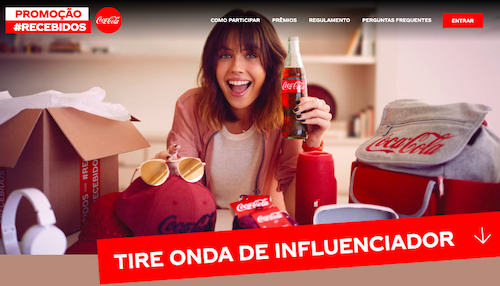 PROMOÇÃO
#RECEBIDOS
Coca-Cola
COMO PARTICIPAR
PRÊMIOS
REGULAMENTO
PERGUNTAS FREQUENTES
ENTRAR
Coca-Cola
Coca-Cola
#RECEBIDOS
RECEBIDOS
Coca-Cola
Coca-Cola
TIRE ONDA DE INFLUENCIADOR